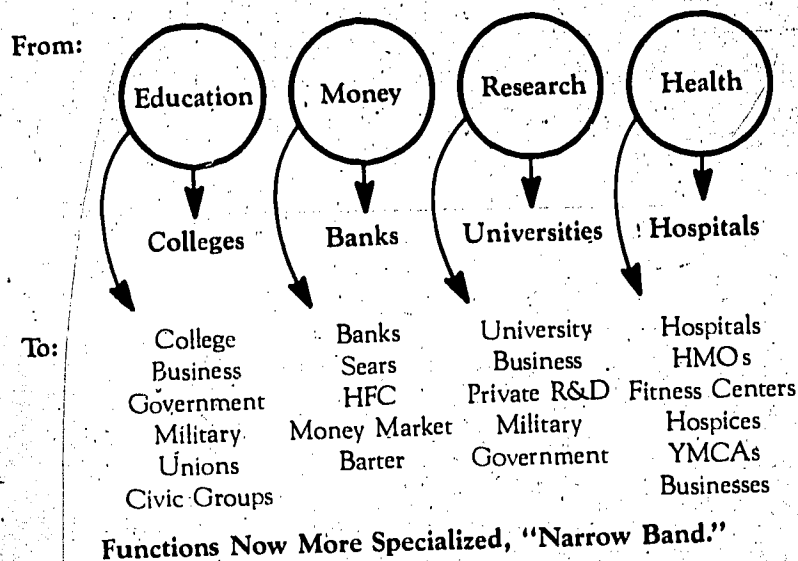 From:
Education Money Research Health
Colleges Banks Universities Hospitals
To:
College
Business
Government
Military
Unions
Civic Groups
Banks
Sears
HFC
Money Market
Barter
University
Business
Private R&D
Military
Government
Hospitals
HMOs
Fitness Centers
Hospices
YMCAs
Businesses
Functions Now More Specialized, “Narrow Band.”